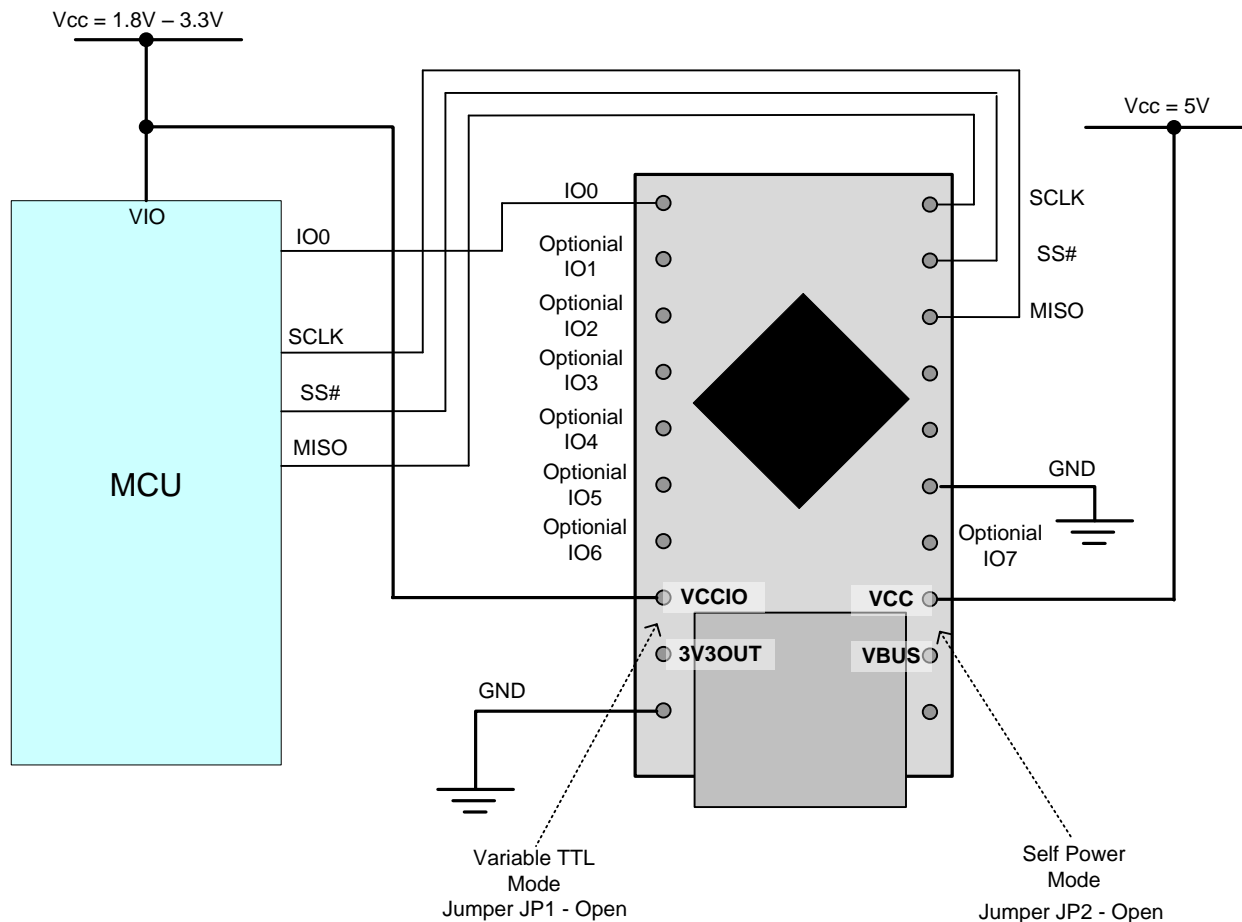 Vcc = 1.8V – 3.3V
Vcc = 5V
VIO
IO0
SCLK
SS#
MISO
MCU
IO0
Optionial
IO1
Optionial
IO2
Optionial
IO3
Optionial
IO4
Optionial
IO5
Optionial
IO6
VCCIO
3V3OUT
GND
SCLK
SS#
MISO
GND
Optionial
IO7
VCC
VBUS
Variable TTL
Mode
Jumper JP1 - Open
Self Power
Mode
Jumper JP2 - Open